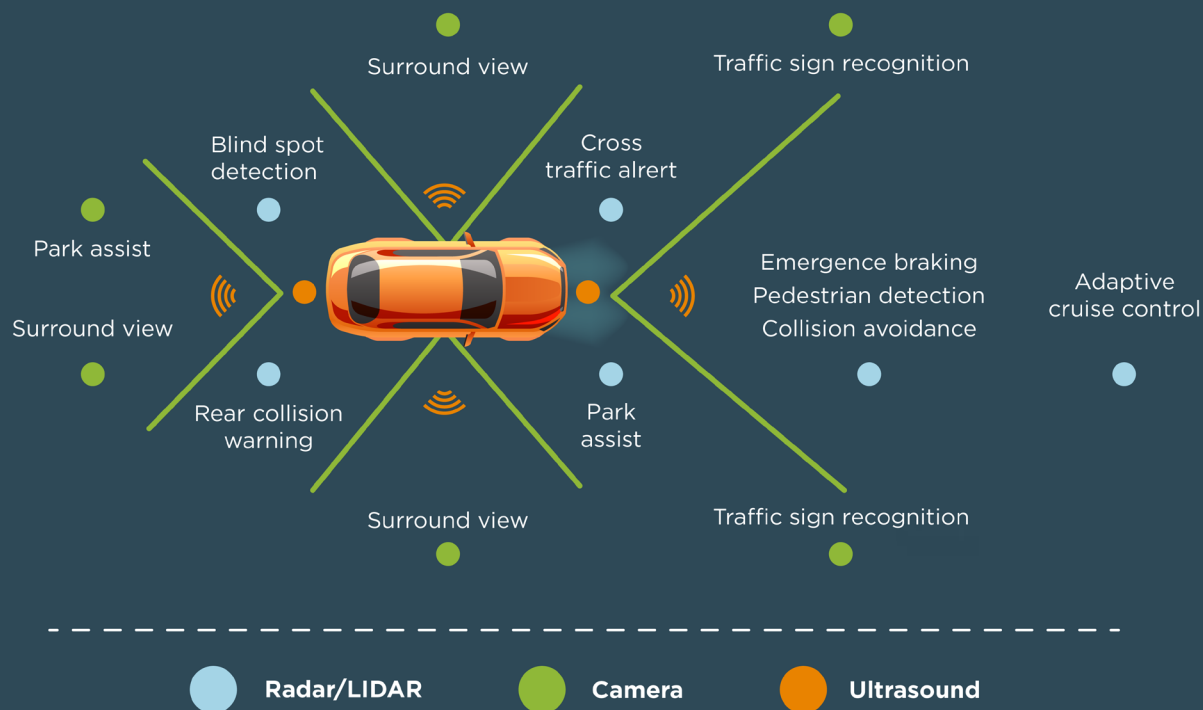 Surround view
Traffic sign recognition
Blind spot
detection
Cross
traffic alrert
Park assist
Surround view
Emergence braking
Pedestrian detection
Collision avoidance
Adaptive
cruise control
Rear collision
warning
Park
assist
Surround view
Traffic sign recognition
Radar/LIDAR
Camera
Ultrasound